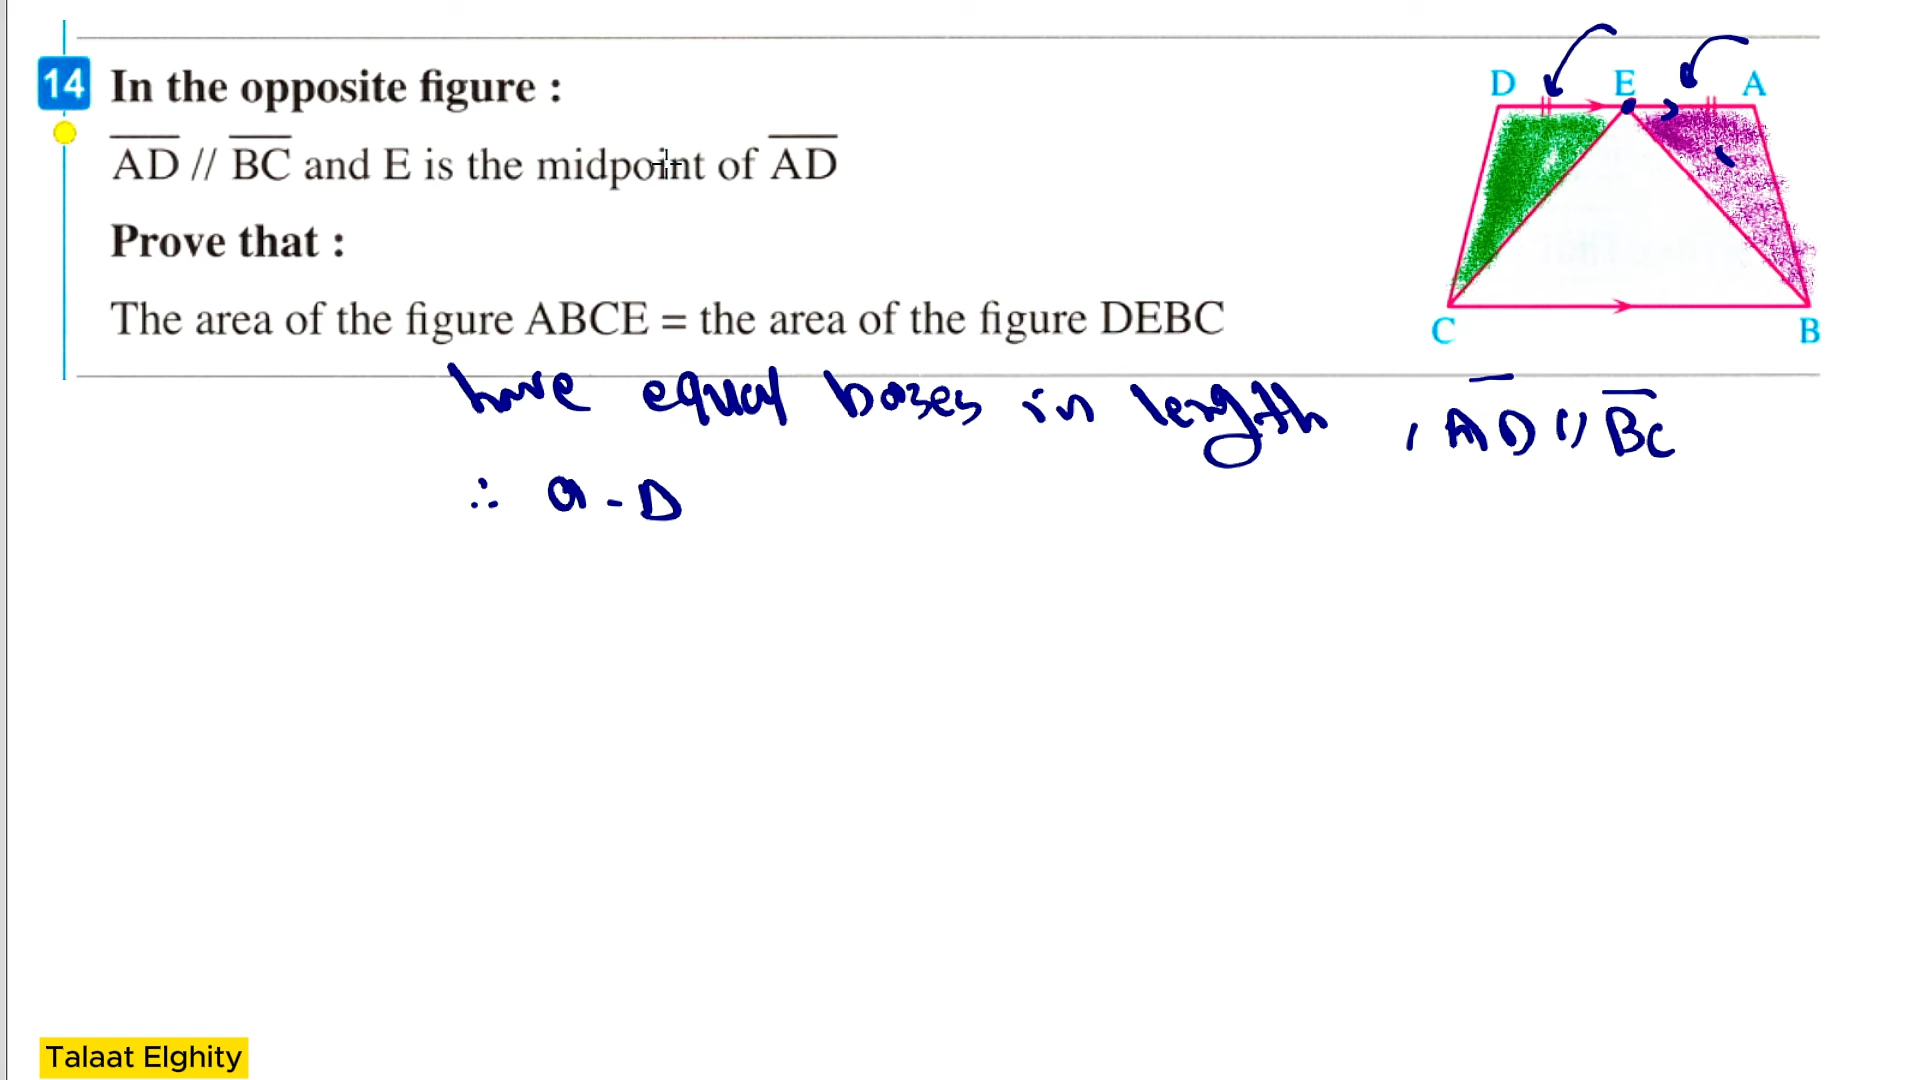 14 In the opposite figure :
AD // BC and E is the midpoint of AD
Prove that :
The area of the figure ABCE = the area of the figure DEBC
D E A
C B
have equal bases in length , AD // BC
∴ a - D
Talaat Elghity